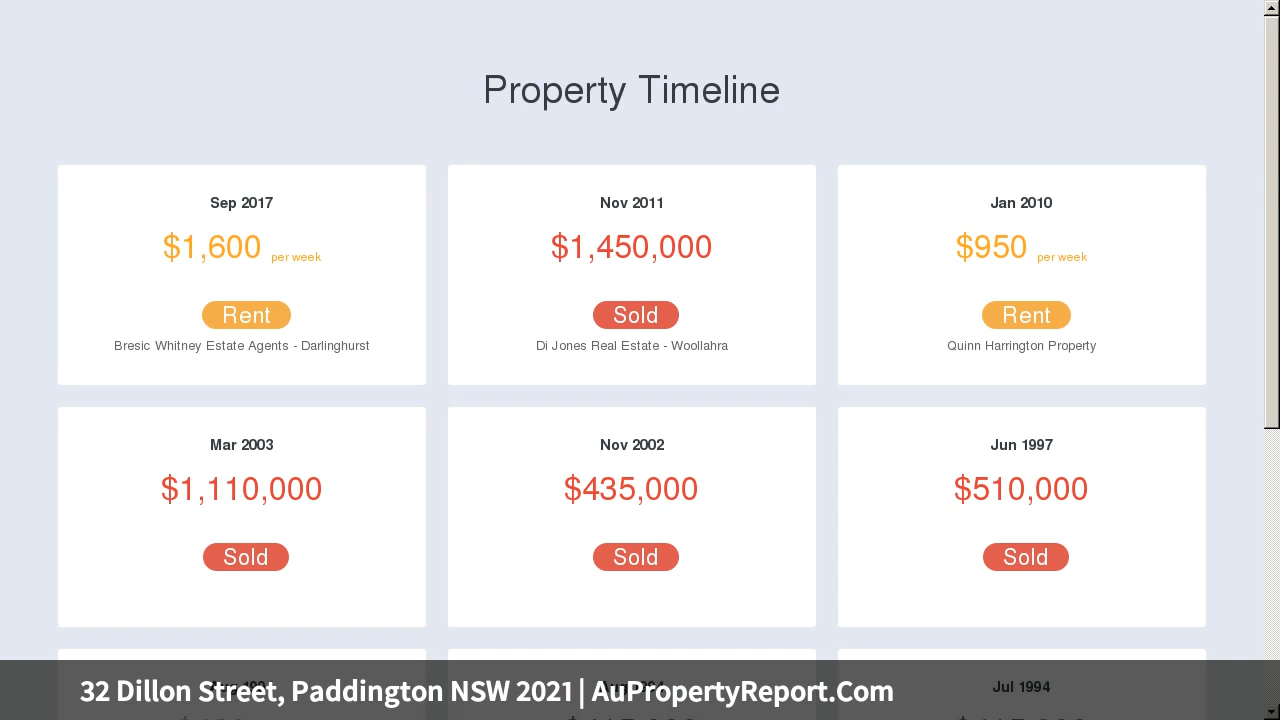 Property Timeline
Sep 2017
$1,600 per week
Rent
Bresic Whitney Estate Agents - Darlinghurst
Nov 2011
$1,450,000
Sold
Di Jones Real Estate - Woollahra
Jan 2010
$950 per week
Rent
Quinn Harrington Property
Mar 2003
$1,110,000
Sold
Nov 2002
$435,000
Sold
Jun 1997
$510,000
Sold
Jul 1994
32 Dillon Street, Paddington NSW 2021 | AuPropertyReport.Com